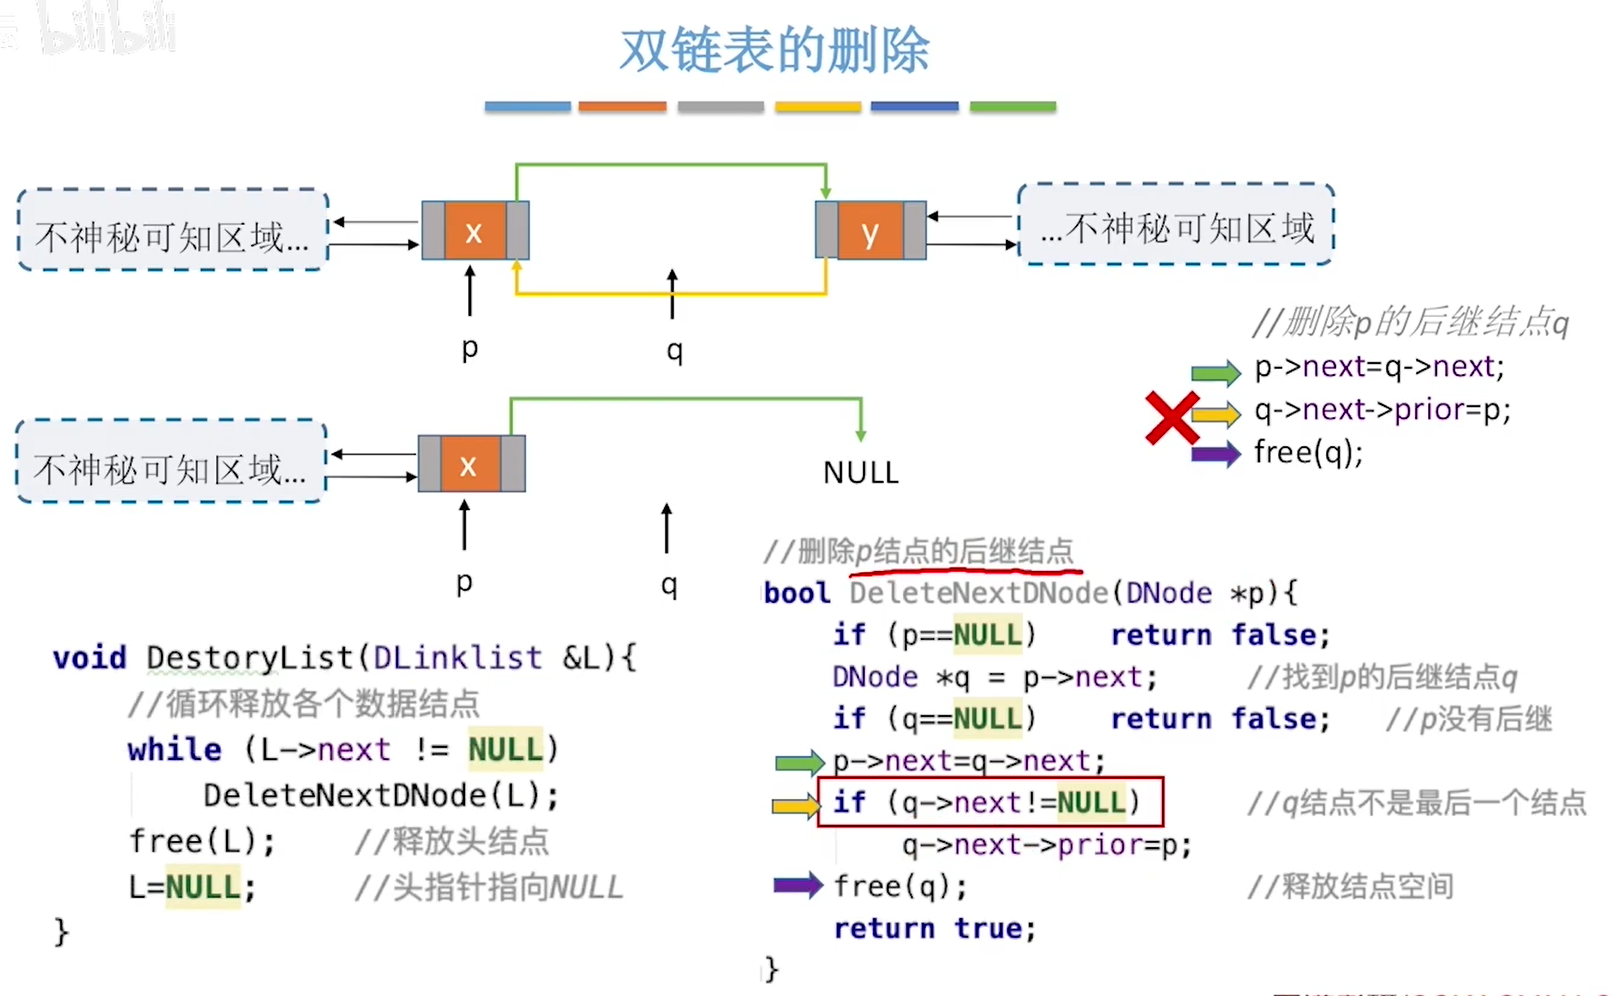 bilibili
双链表的删除
不神秘可知区域...
x
y
...不神秘可知区域
p
q
//删除p的后继结点q
p->next=q->next;
q->next->prior=p;
free(q);
不神秘可知区域...
x
NULL
p
q
void DestoryList(DLinklist &L){
//循环释放各个数据结点
while (L->next != NULL)
DeleteNextDNode(L);
free(L); //释放头结点
L=NULL; //头指针指向NULL
}
//删除p结点的后继结点
bool DeleteNextDNode(DNode *p){
if (p==NULL) return false;
DNode *q = p->next; //找到p的后继结点q
if (q==NULL) return false; //p没有后继
p->next=q->next;
if (q->next!=NULL) //q结点不是最后一个结点
q->next->prior=p;
free(q); //释放结点空间
return true;
}